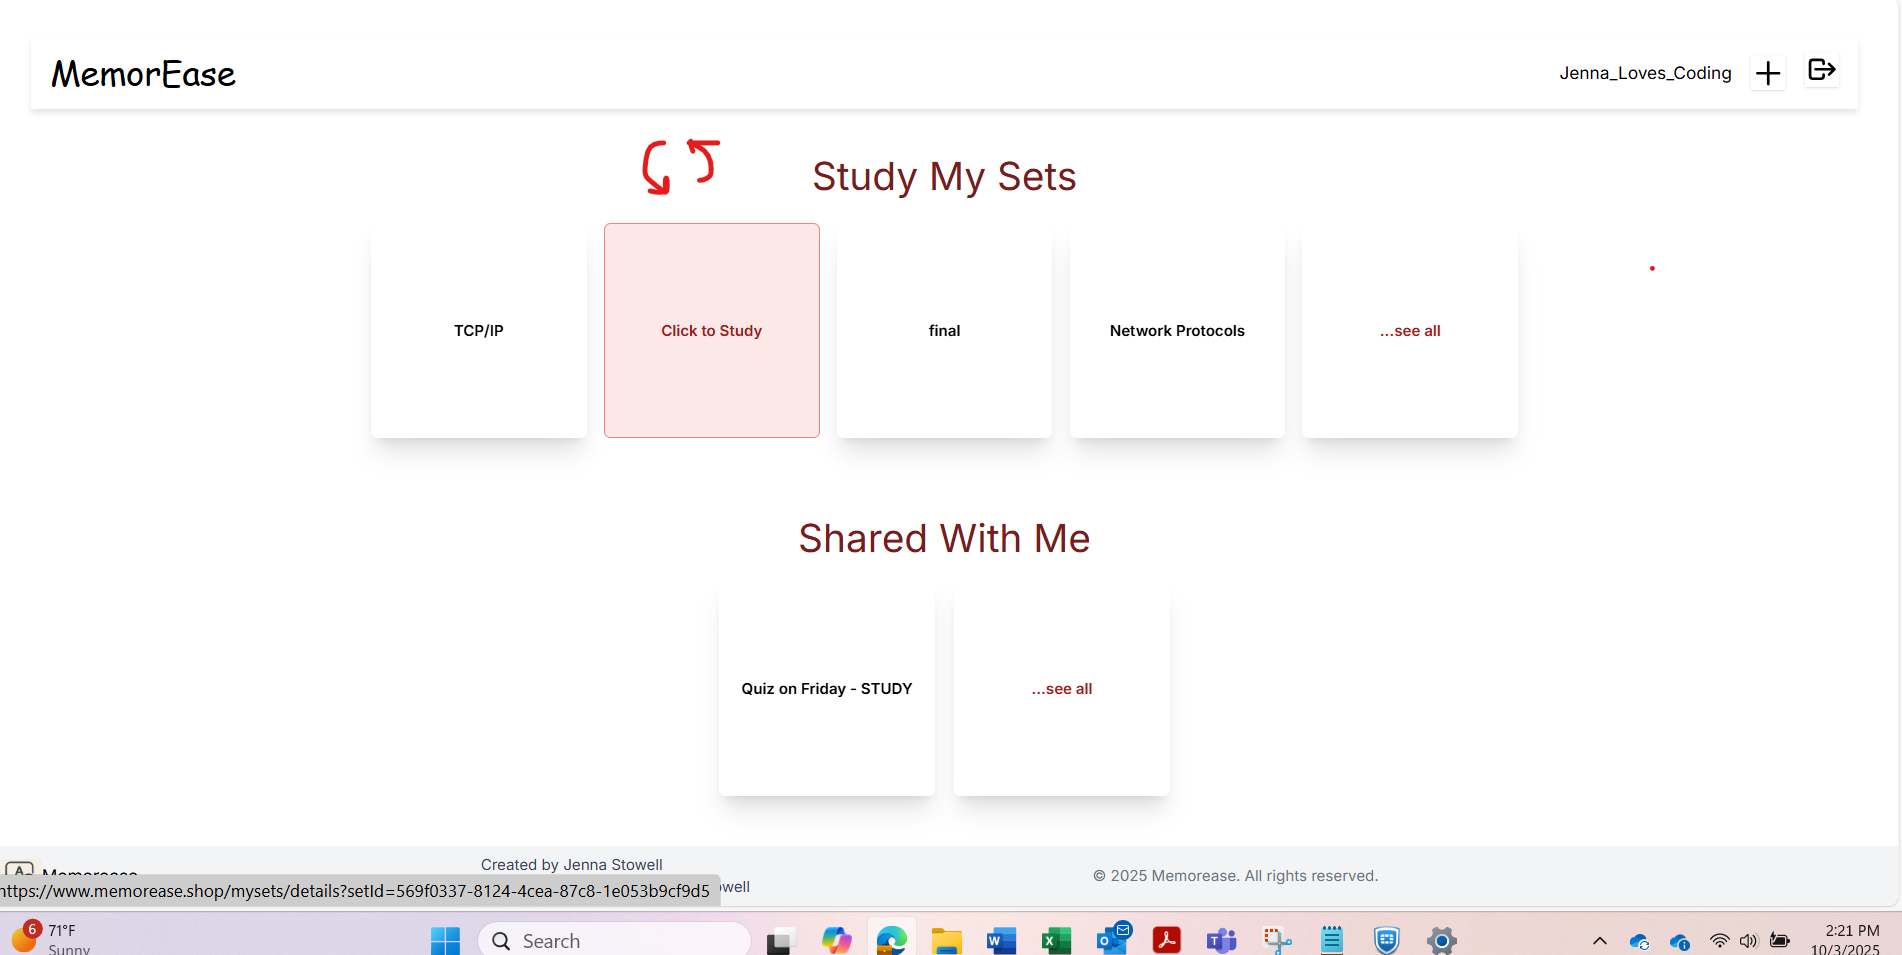 MemorEase
Jenna_Loves_Coding
Study My Sets
TCP/IP
Click to Study
final
Network Protocols
...see all
Shared With Me
Quiz on Friday - STUDY
...see all
Created by Jenna Stowell
Memorease
© 2025 Memorease. All rights reserved.
https://www.memorease.shop/mysets/details?setId=569f0337-8124-4cea-87c8-1e053b9cf9d5
6
71°F
Sunny
Search
2:21 PM
10/3/2025